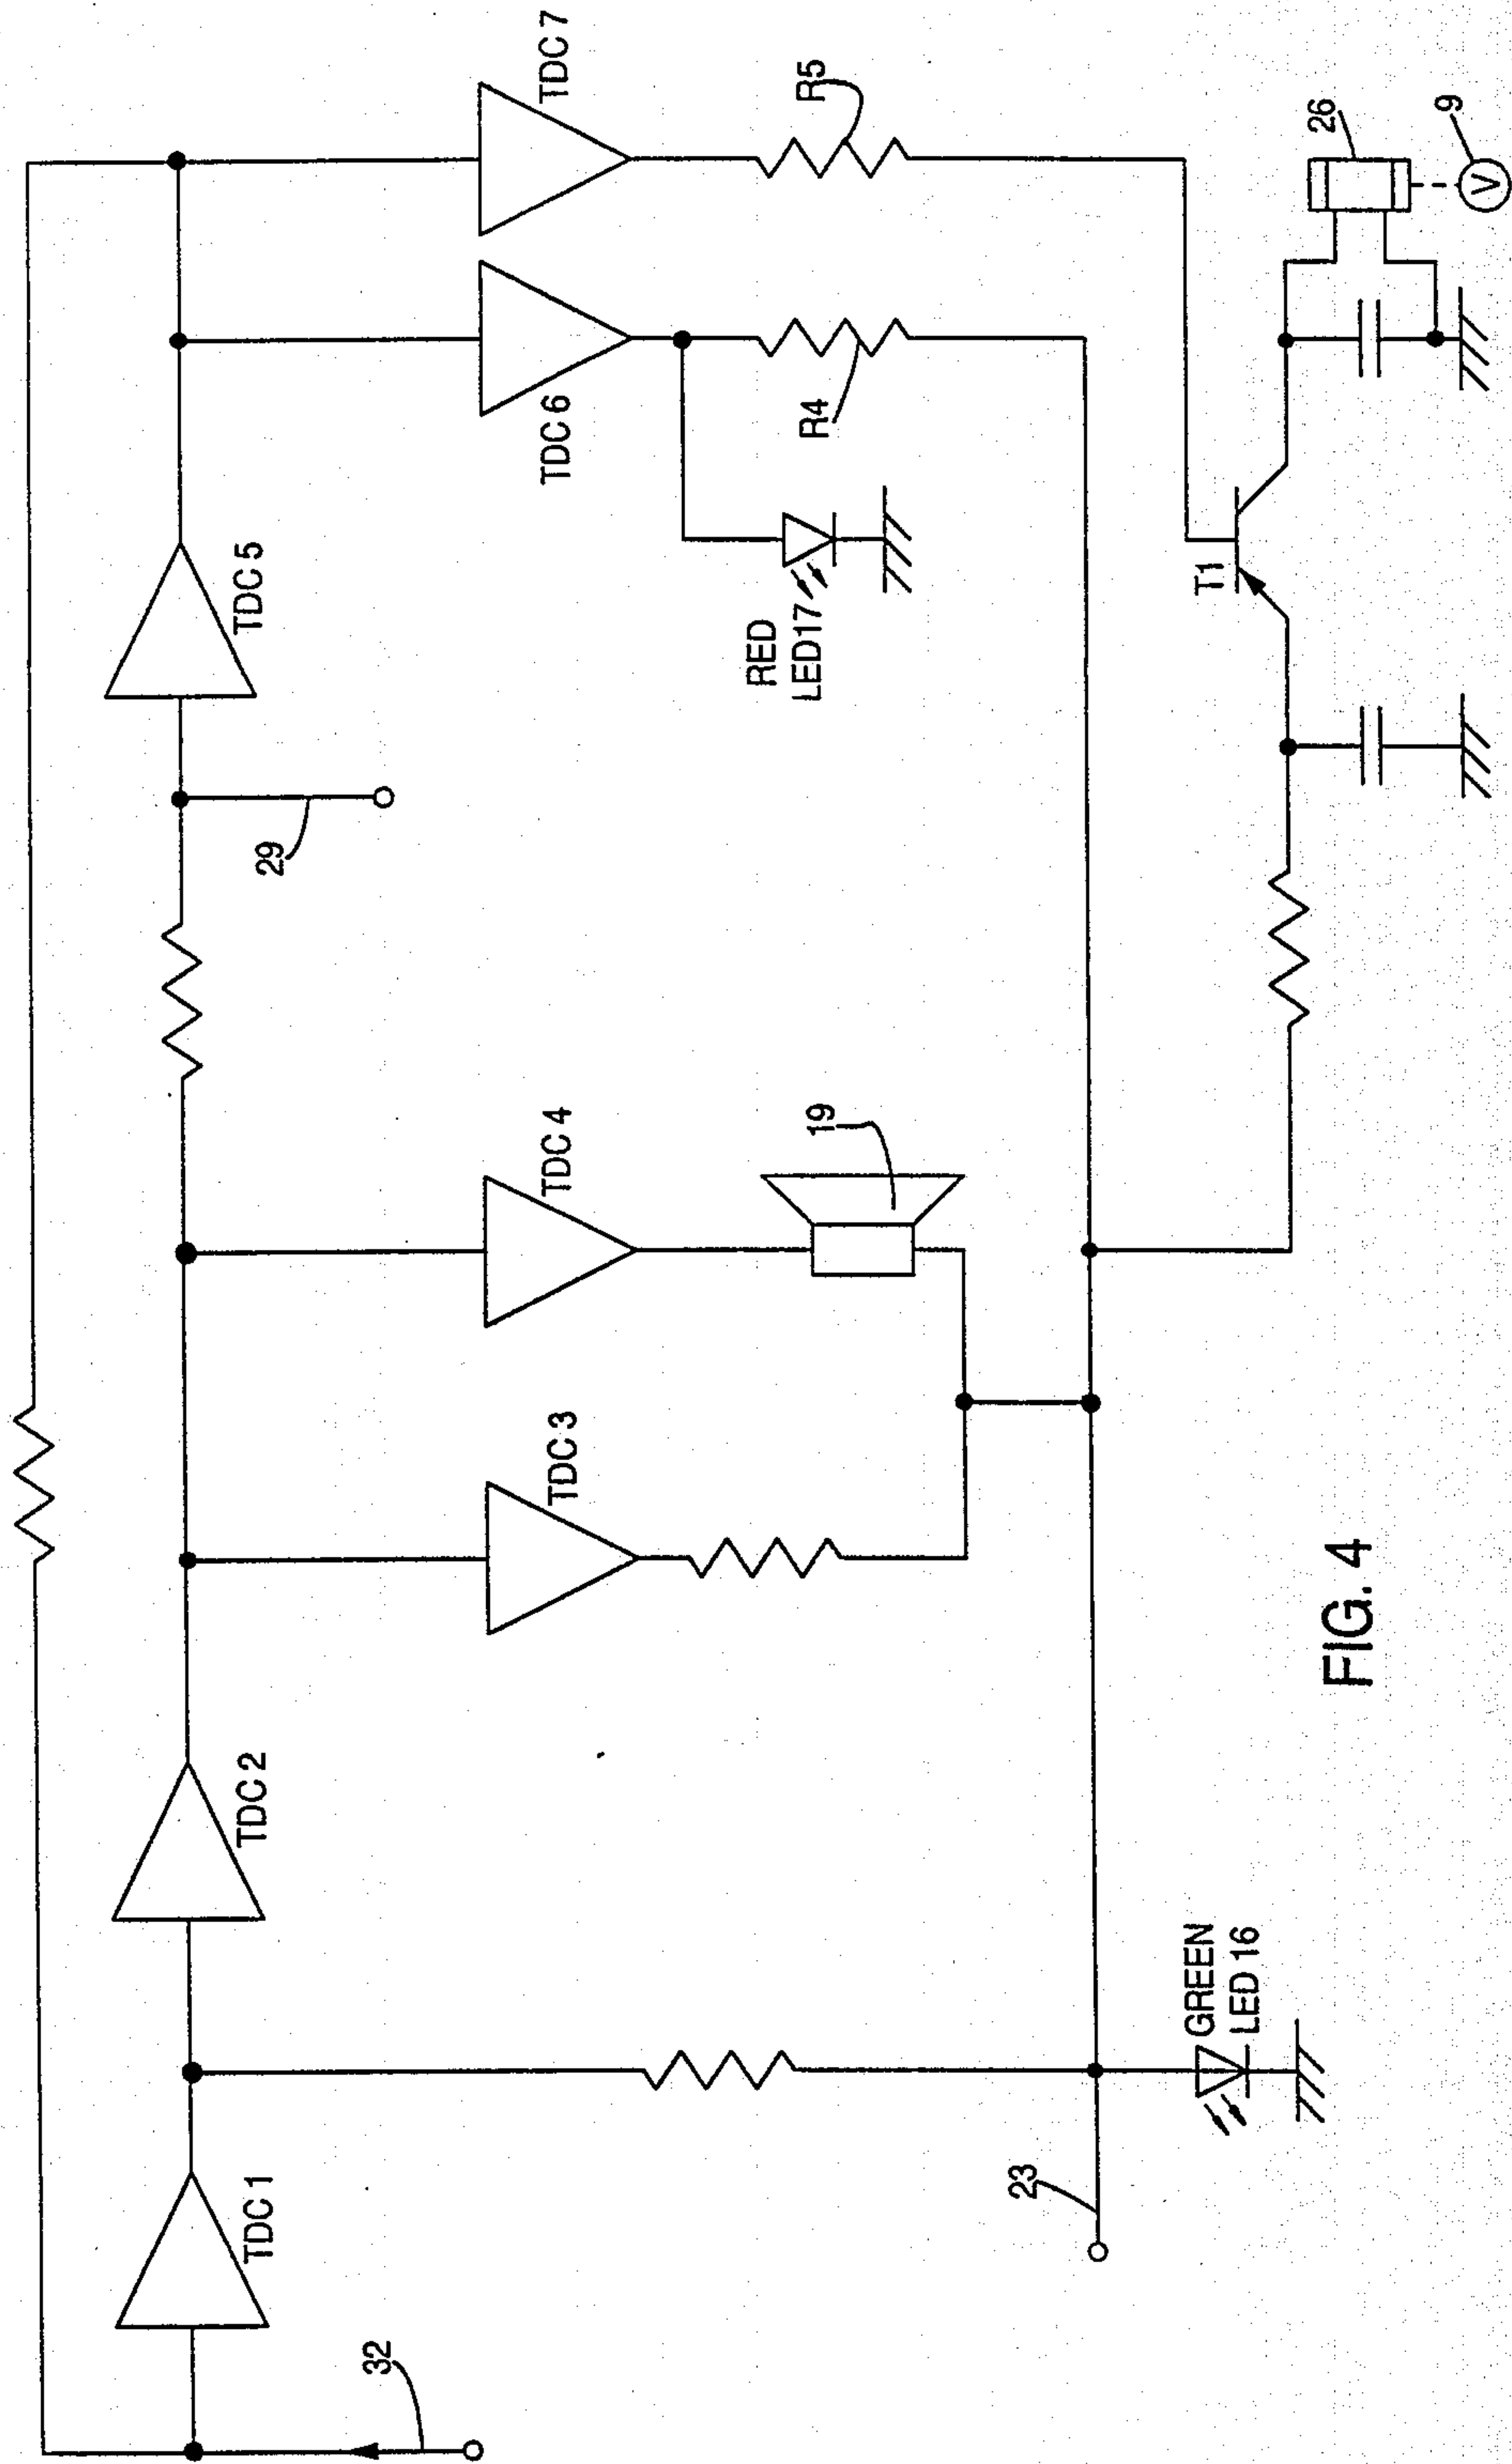 TDC 1
TDC 2
TDC 5
TDC 3
TDC 4
TDC 6
TDC 7
32
29
19
R4
R5
RED
LED17
23
GREEN
LED 16
T1
26
V
9
FIG. 4